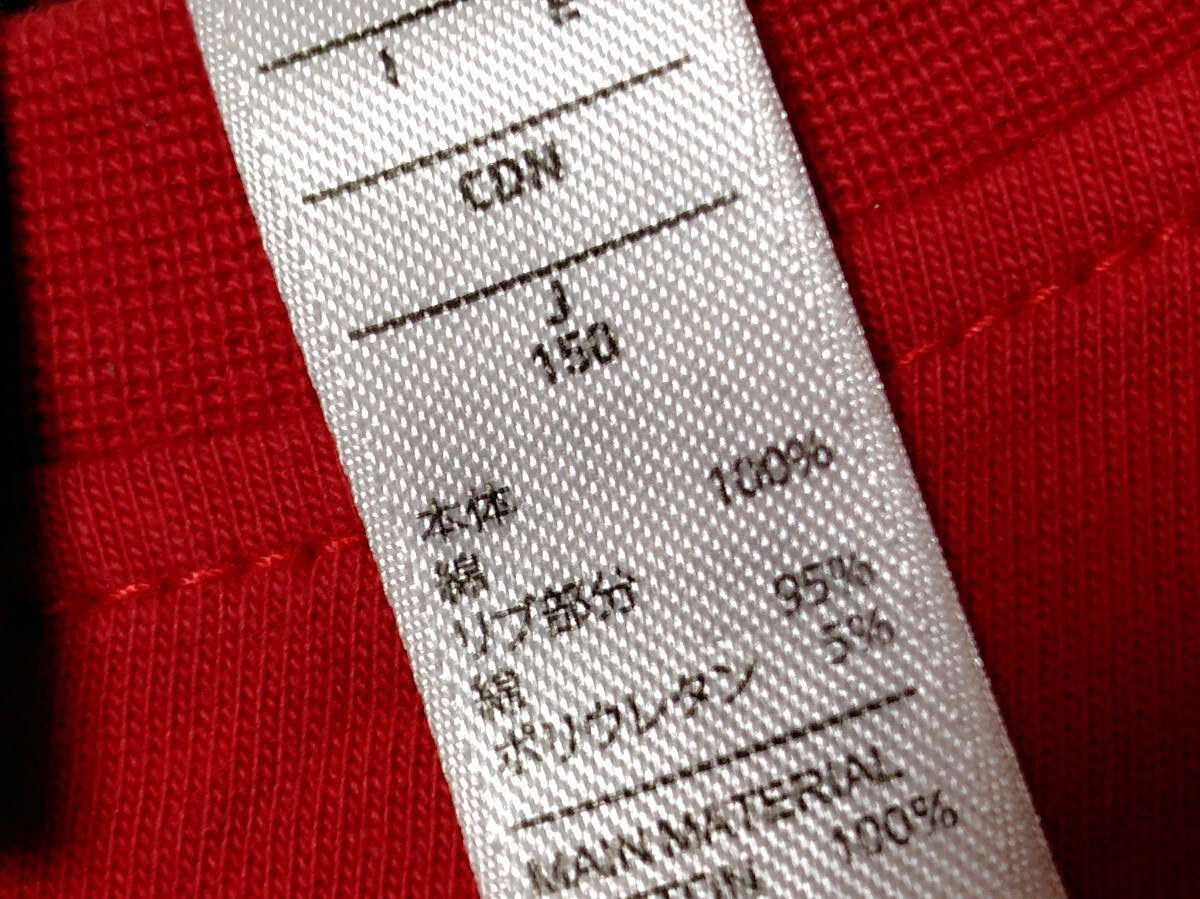 I
CDN
J
150
本体
綿 100%
リブ部分
綿 95%
ポリウレタン 5%
MAIN MATERIAL
100%